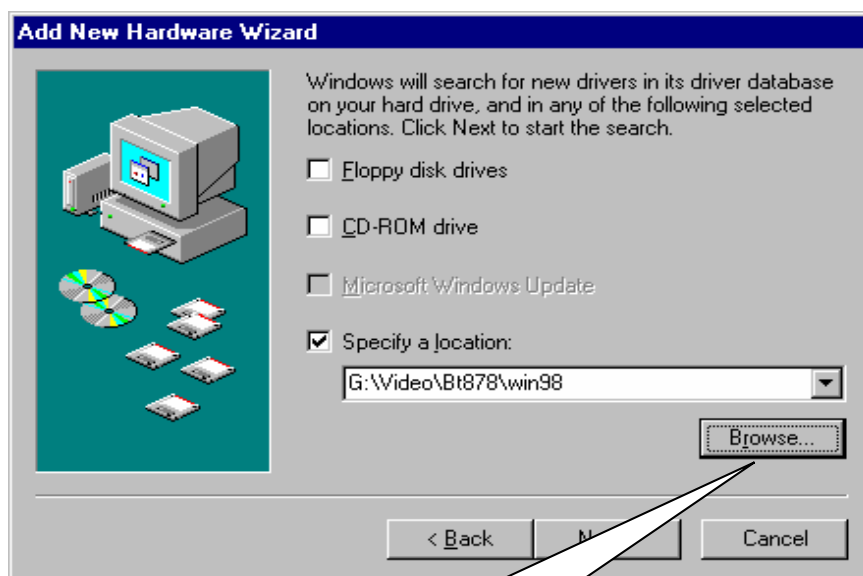 Add New Hardware Wizard
Windows will search for new drivers in its driver database
on your hard drive, and in any of the following selected
locations. Click Next to start the search.
Floppy disk drives
CD-ROM drive
Microsoft Windows Update
Specify a location:
G:\Video\Bt878\win98
Browse...
< Back
Cancel